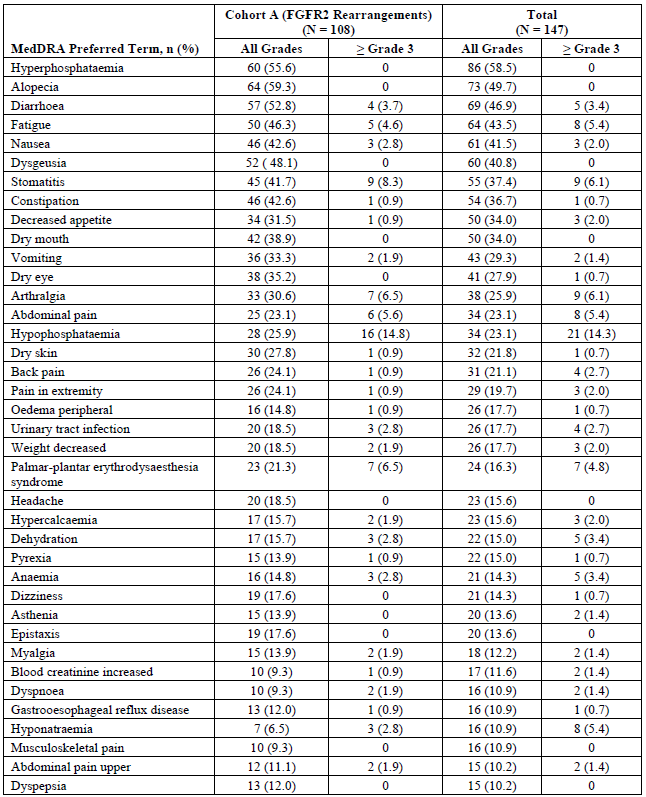 Cohort A (FGFR2 Rearrangements) Total
(N = 108) (N = 147)
MedDRA Preferred Term, n (%) All Grades ≥ Grade 3 All Grades ≥ Grade 3
Hyperphosphataemia 60 (55.6) 0 86 (58.5) 0
Alopecia 64 (59.3) 0 73 (49.7) 0
Diarrhoea 57 (52.8) 4 (3.7) 69 (46.9) 5 (3.4)
Fatigue 50 (46.3) 5 (4.6) 64 (43.5) 8 (5.4)
Nausea 46 (42.6) 3 (2.8) 61 (41.5) 3 (2.0)
Dysgeusia 52 ( 48.1) 0 60 (40.8) 0
Stomatitis 45 (41.7) 9 (8.3) 55 (37.4) 9 (6.1)
Constipation 46 (42.6) 1 (0.9) 54 (36.7) 1 (0.7)
Decreased appetite 34 (31.5) 1 (0.9) 50 (34.0) 3 (2.0)
Dry mouth 42 (38.9) 0 50 (34.0) 0
Vomiting 36 (33.3) 2 (1.9) 43 (29.3) 2 (1.4)
Dry eye 38 (35.2) 0 41 (27.9) 1 (0.7)
Arthralgia 33 (30.6) 7 (6.5) 38 (25.9) 9 (6.1)
Abdominal pain 25 (23.1) 6 (5.6) 34 (23.1) 8 (5.4)
Hypophosphataemia 28 (25.9) 16 (14.8) 34 (23.1) 21 (14.3)
Dry skin 30 (27.8) 1 (0.9) 32 (21.8) 1 (0.7)
Back pain 26 (24.1) 1 (0.9) 31 (21.1) 4 (2.7)
Pain in extremity 26 (24.1) 1 (0.9) 29 (19.7) 3 (2.0)
Oedema peripheral 16 (14.8) 1 (0.9) 26 (17.7) 1 (0.7)
Urinary tract infection 20 (18.5) 3 (2.8) 26 (17.7) 4 (2.7)
Weight decreased 20 (18.5) 2 (1.9) 26 (17.7) 3 (2.0)
Palmar-plantar erythrodysaesthesia 23 (21.3) 7 (6.5) 24 (16.3) 7 (4.8)
syndrome
Headache 20 (18.5) 0 23 (15.6) 0
Hypercalcaemia 17 (15.7) 2 (1.9) 23 (15.6) 3 (2.0)
Dehydration 17 (15.7) 3 (2.8) 22 (15.0) 5 (3.4)
Pyrexia 15 (13.9) 1 (0.9) 22 (15.0) 1 (0.7)
Anaemia 16 (14.8) 3 (2.8) 21 (14.3) 5 (3.4)
Dizziness 19 (17.6) 0 21 (14.3) 1 (0.7)
Asthenia 15 (13.9) 0 20 (13.6) 2 (1.4)
Epistaxis 19 (17.6) 0 20 (13.6) 0
Myalgia 15 (13.9) 2 (1.9) 18 (12.2) 2 (1.4)
Blood creatinine increased 10 (9.3) 1 (0.9) 17 (11.6) 2 (1.4)
Dyspnoea 10 (9.3) 2 (1.9) 16 (10.9) 2 (1.4)
Gastrooesophageal reflux disease 13 (12.0) 1 (0.9) 16 (10.9) 1 (0.7)
Hyponatraemia 7 (6.5) 3 (2.8) 16 (10.9) 8 (5.4)
Musculoskeletal pain 10 (9.3) 0 16 (10.9) 0
Abdominal pain upper 12 (11.1) 2 (1.9) 15 (10.2) 2 (1.4)
Dyspepsia 13 (12.0) 0 15 (10.2) 0